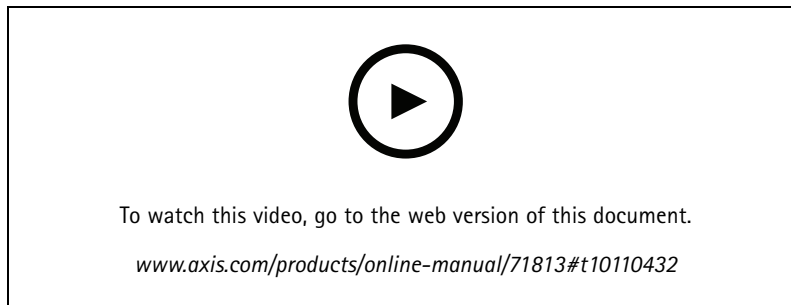 To watch this video, go to the web version of this document.
www.axis.com/products/online-manual/71813#t10110432